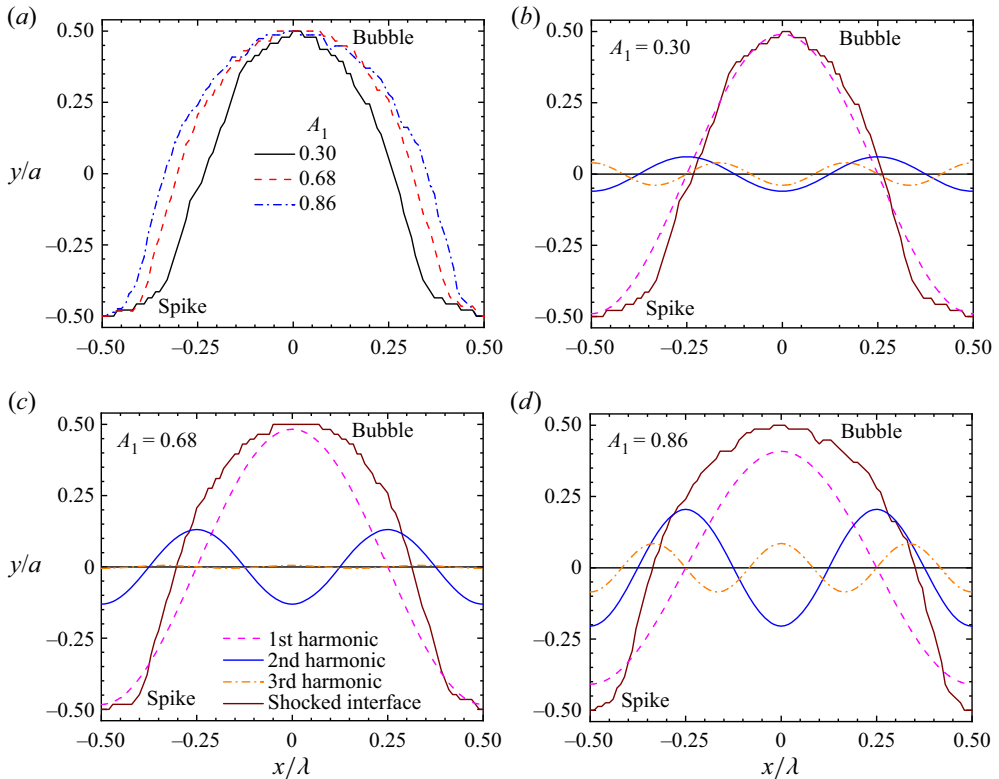 (a)
0.50
0.25
0
–0.25
–0.50
y/a
Bubble
A1
0.30
0.68
0.86
Spike
–0.50
–0.25
0
0.25
0.50
(b)
A1 = 0.30
0.50
0.25
0
–0.25
–0.50
Bubble
Spike
–0.50
–0.25
0
0.25
0.50
(c)
A1 = 0.68
0.50
0.25
0
–0.25
–0.50
y/a
Bubble
1st harmonic
2nd harmonic
3rd harmonic
Shocked interface
Spike
–0.50
–0.25
0
0.25
0.50
x/λ
(d)
A1 = 0.86
0.50
0.25
0
–0.25
–0.50
Bubble
Spike
–0.50
–0.25
0
0.25
0.50
x/λ